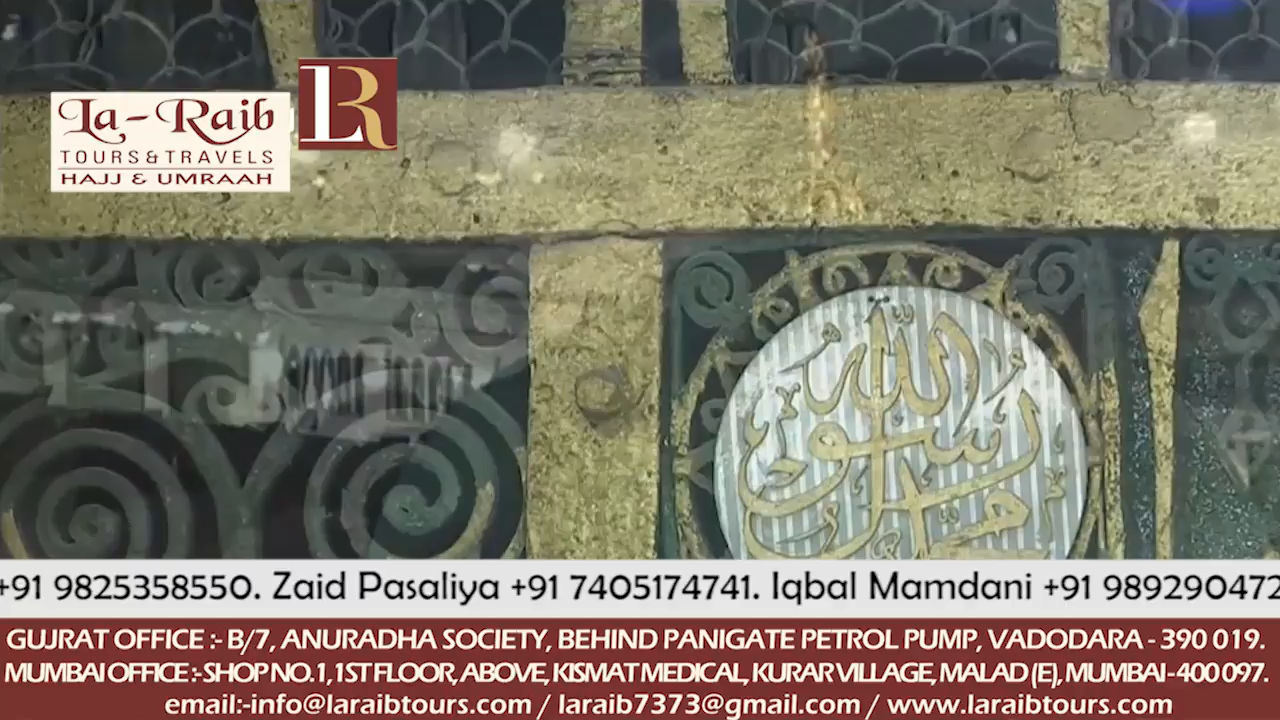 La-Raib
TOURS & TRAVELS
HAJJ & UMRAAH
LR
الله
رسول
محمد
+91 9825358550. Zaid Pasaliya +91 7405174741. Iqbal Mamdani +91 989290472
GUJRAT OFFICE :- B/7, ANURADHA SOCIETY, BEHIND PANIGATE PETROL PUMP, VADODARA - 390 019.
MUMBAI OFFICE :- SHOP NO. 1, 1ST FLOOR, ABOVE, KISMAT MEDICAL, KURAR VILLAGE, MALAD (E), MUMBAI - 400 097.
email:-info@laraibtours.com / laraib7373@gmail.com / www.laraibtours.com